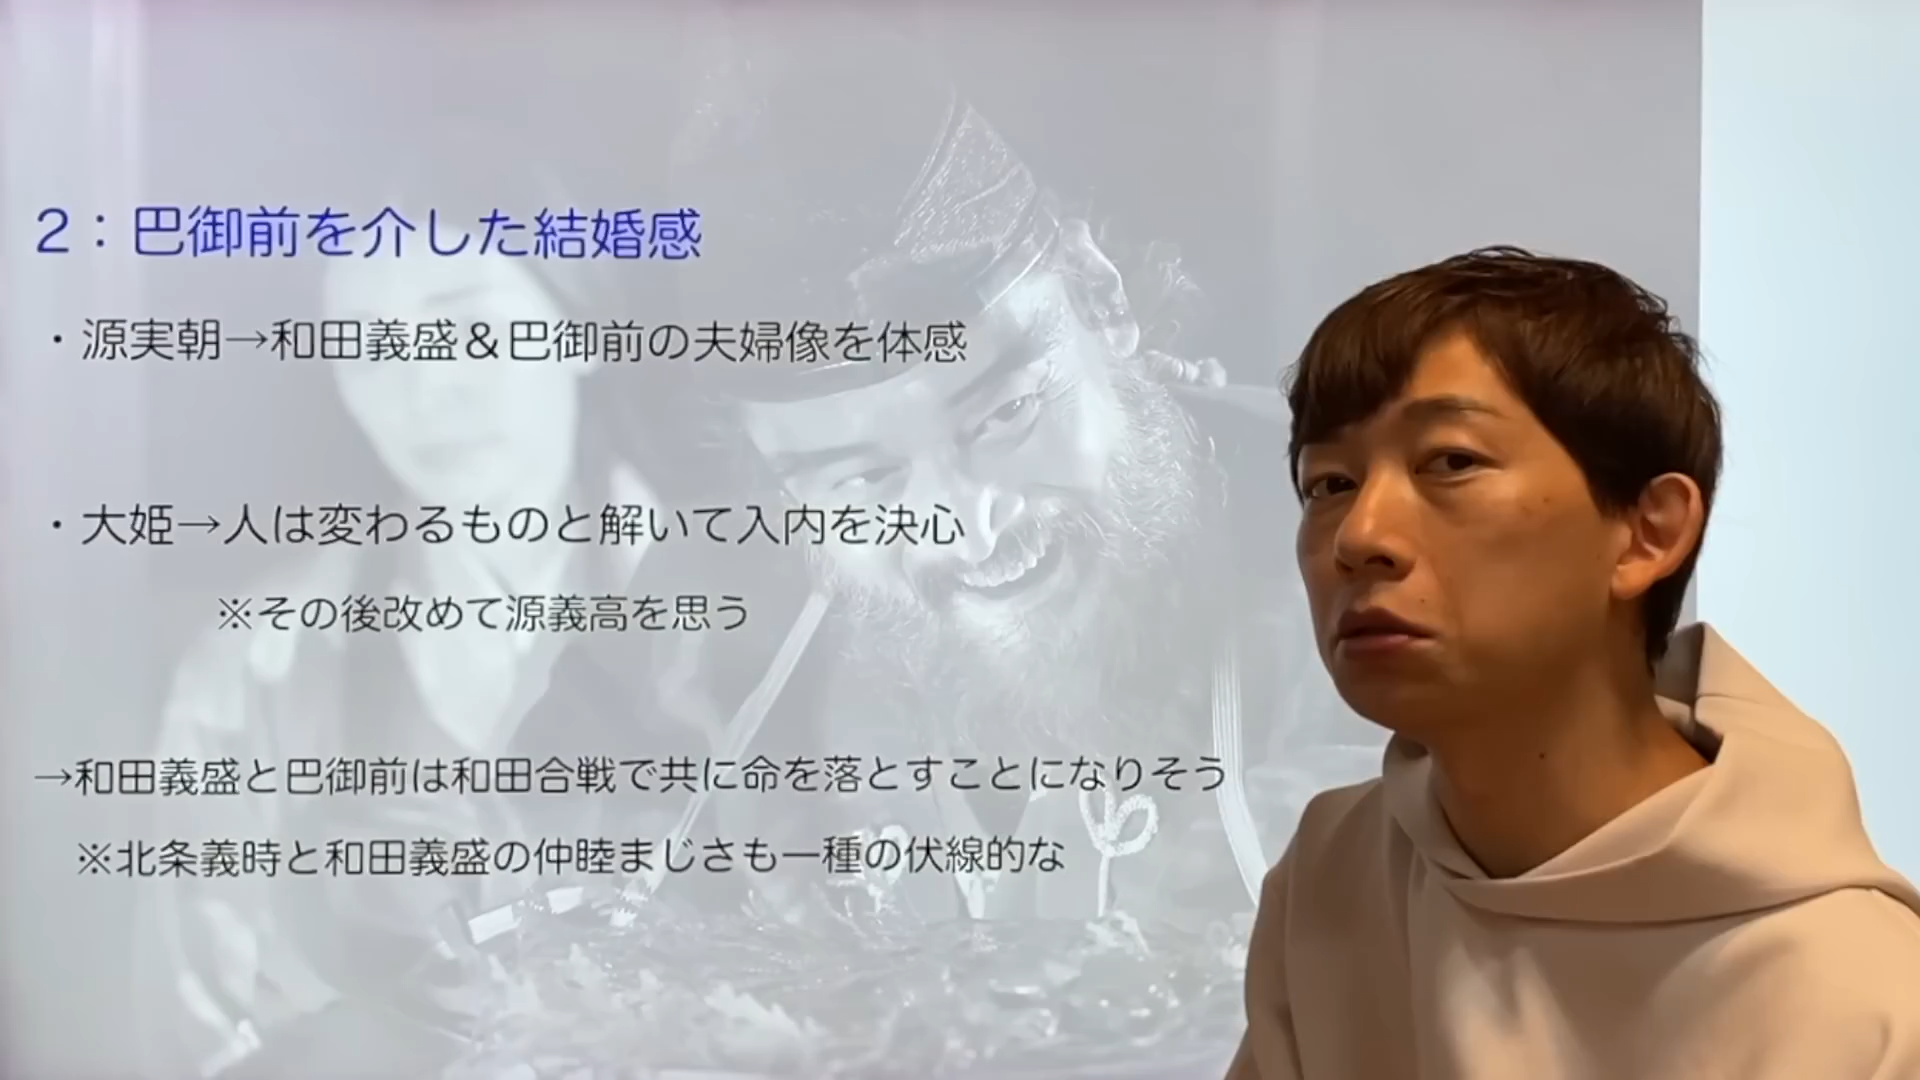 2：巴御前を介した結婚感
・源実朝→和田義盛＆巴御前の夫婦像を体感
・大姫→人は変わるものと解いて入内を決心
※その後改めて源義高を思う
→和田義盛と巴御前は和田合戦で共に命を落とすことになりそう
※北条義時と和田義盛の仲睦まじさも一種の伏線的な